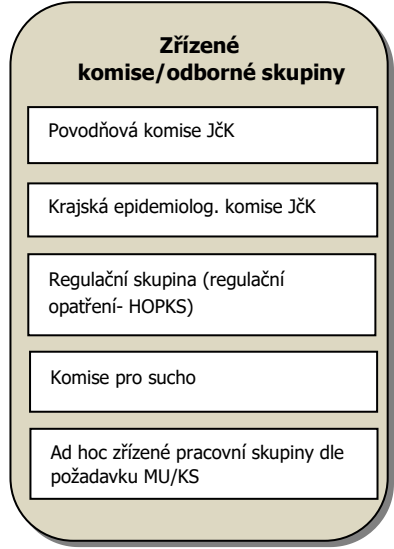 Zřízené
komise/odborné skupiny
Povodňová komise JčK
Krajská epidemiolog. komise JčK
Regulační skupina (regulační
opatření- HOPKS)
Komise pro sucho
Ad hoc zřízené pracovní skupiny dle
požadavku MU/KS